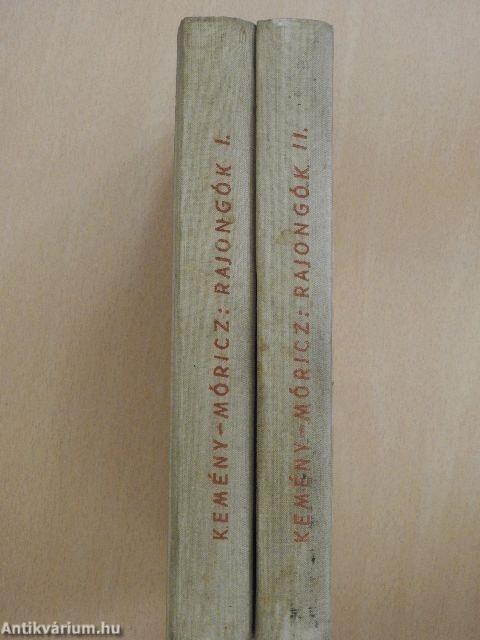 KEMÉNY-MÓRICZ: RAJONGÓK I.
KEMÉNY-MÓRICZ: RAJONGÓK II.
Antikvárium.hu